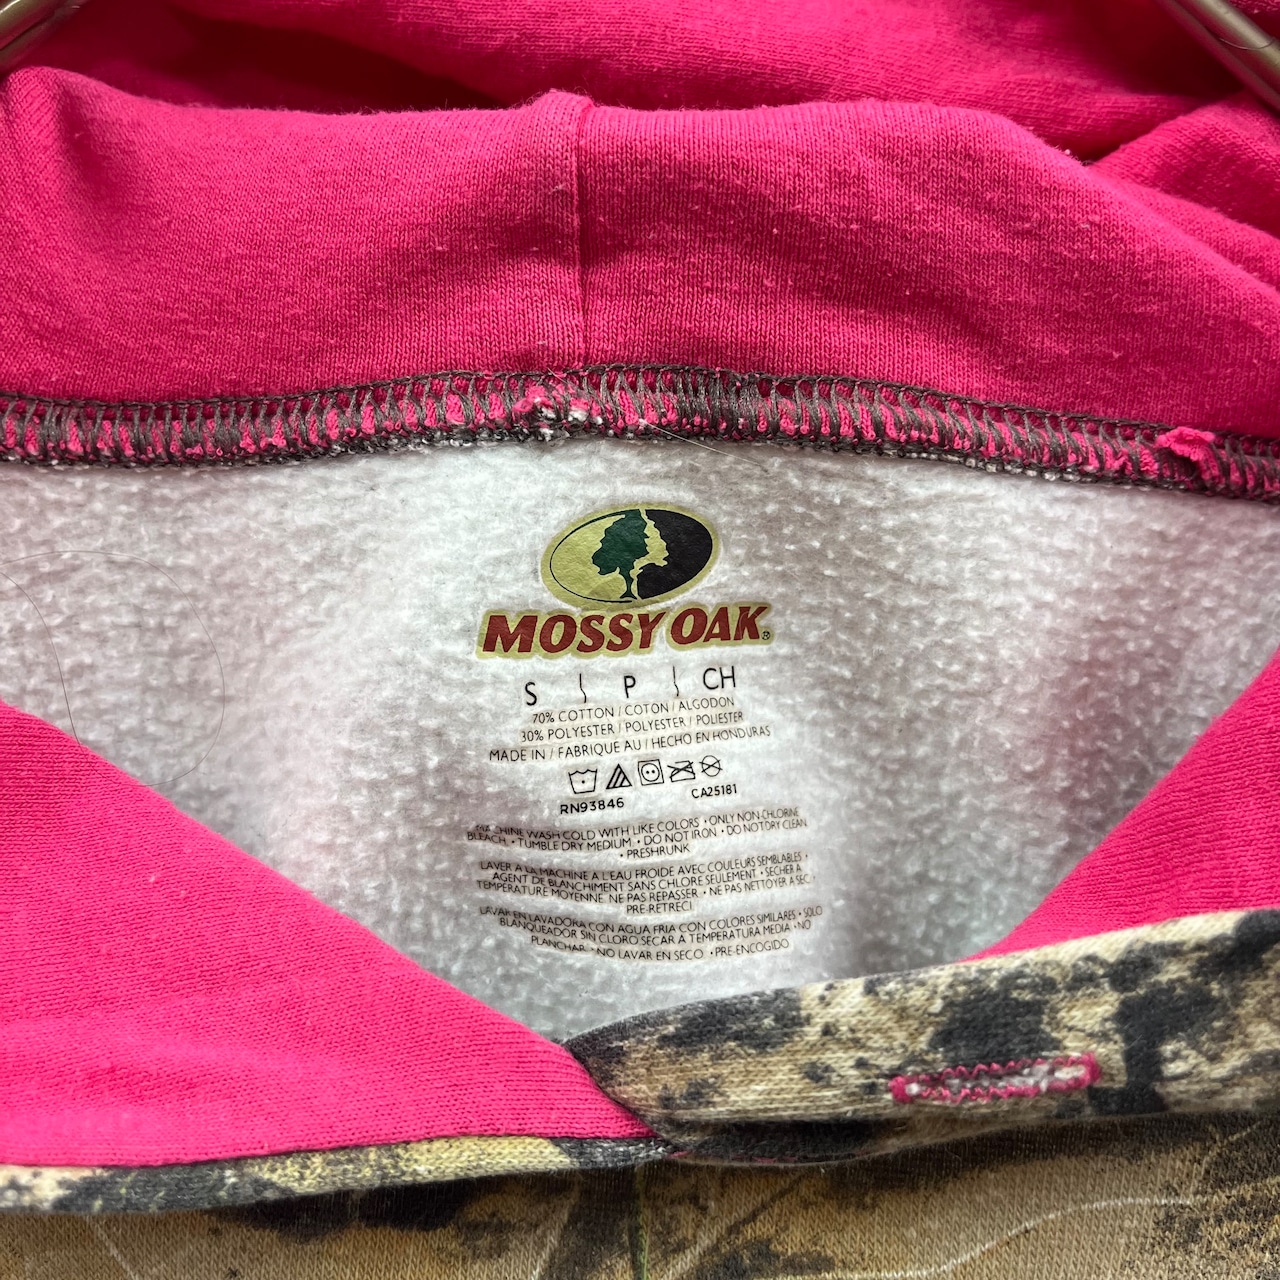 MOSSY OAK®
S P CH
70% COTTON / COTON / ALGODON
30% POLYESTER / POLYESTER / POLIESTER
MADE IN / FABRIQUE AU / HECHO EN HONDURAS
RN93846 CA25181
MACHINE WASH COLD WITH LIKE COLORS • ONLY NON-CHLORINE
BLEACH. • TUMBLE DRY MEDIUM. • DO NOT IRON • DO NOT DRY CLEAN.
• PRESHRUNK
LAVER A LA MACHINE A L'EAU FROIDE AVEC COULEURS SEMBLABLES •
AGENT DE BLANCHIMENT SANS CHLORE SEULEMENT • SECHER A
TEMPERATURE MOYENNE. NE PAS REPASSER • NE PAS NETTOYER A SEC •
PRE-RETRECI
LAVAR EN LAVADORA CON AGUA FRIA CON COLORES SIMILARES • SOLO
BLANQUEADOR SIN CLORO SECAR A TEMPERATURA MEDIA • NO
PLANCHAR • NO LAVAR EN SECO • PRE-ENCOGIDO